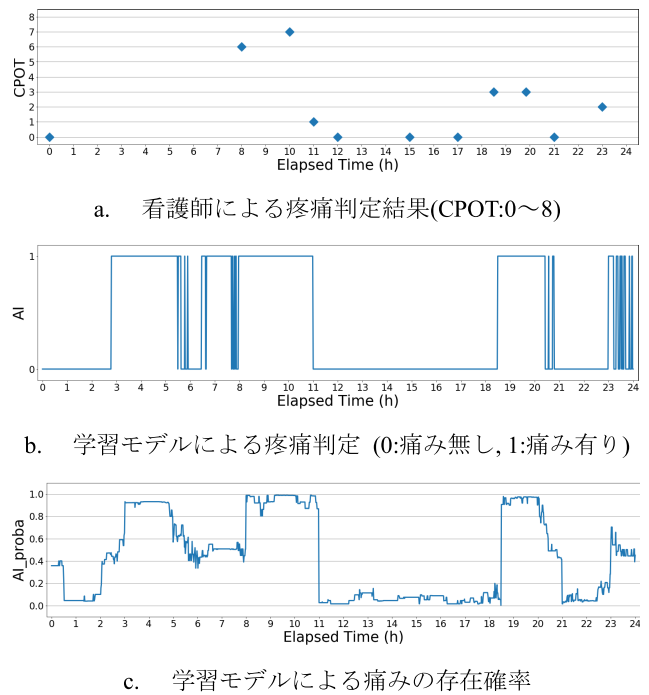 8
7
6
5
4
3
2
1
0
CPOT
0 1 2 3 4 5 6 7 8 9 10 11 12 13 14 15 16 17 18 19 20 21 22 23 24
Elapsed Time (h)
a. 看護師による疼痛判定結果(CPOT:0〜8)
1
AI
0
0 1 2 3 4 5 6 7 8 9 10 11 12 13 14 15 16 17 18 19 20 21 22 23 24
Elapsed Time (h)
b. 学習モデルによる疼痛判定 (0:痛み無し, 1:痛み有り)
1.0
0.8
0.6
0.4
0.2
0.0
AI_proba
0 1 2 3 4 5 6 7 8 9 10 11 12 13 14 15 16 17 18 19 20 21 22 23 24
Elapsed Time (h)
c. 学習モデルによる痛みの存在確率